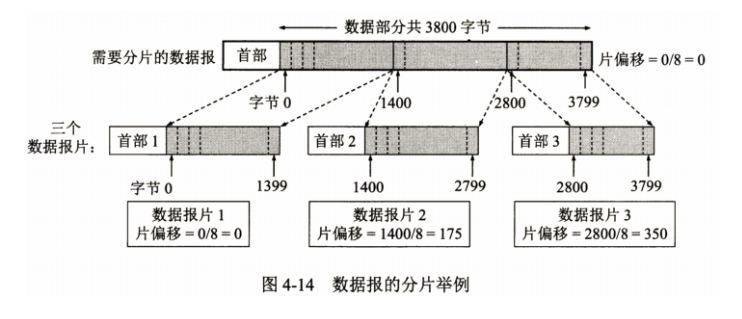 数据部分共 3800 字节
需要分片的数据报
首部
片偏移 = 0/8 = 0
字节 0
1400
2800
3799
三个
数据报片：
首部 1
首部 2
首部 3
字节 0
1399
1400
2799
2800
3799
数据报片 1
片偏移 = 0/8 = 0
数据报片 2
片偏移 = 1400/8 = 175
数据报片 3
片偏移 = 2800/8 = 350
图 4-14 数据报的分片举例